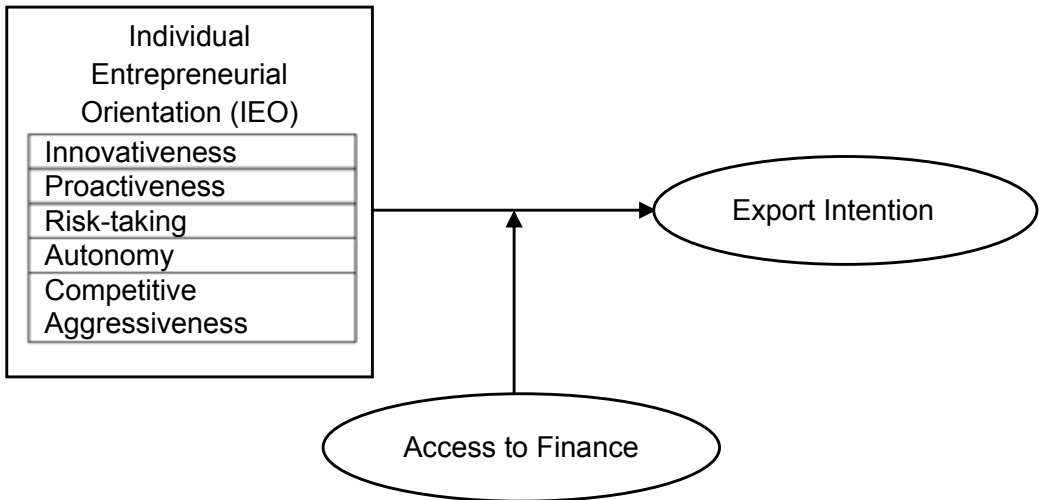 Individual
Entrepreneurial
Orientation (IEO)
Innovativeness
Proactiveness
Risk-taking
Autonomy
Competitive
Aggressiveness
Export Intention
Access to Finance